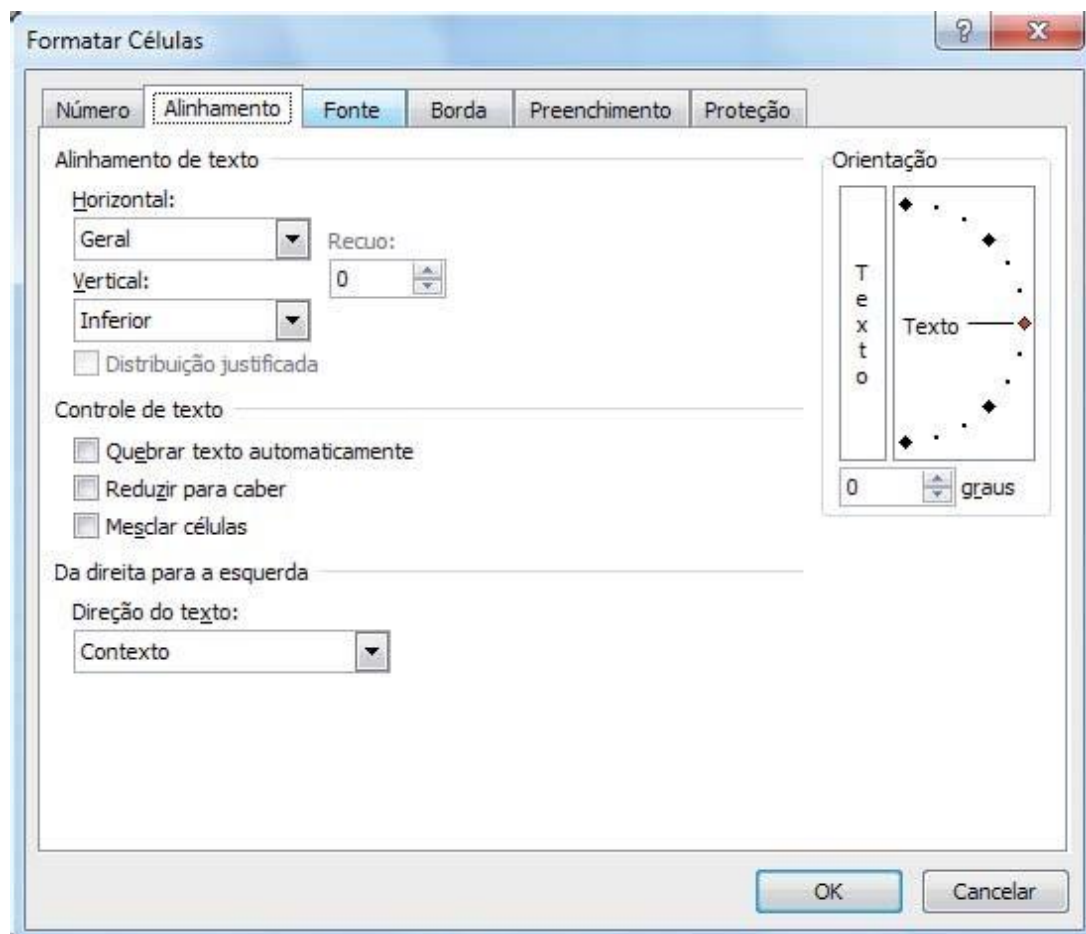 Formatar Células
Número Alinhamento Fonte Borda Preenchimento Proteção
Alinhamento de texto
Horizontal:
Geral
Recuo:
0
Vertical:
Inferior
Distribuição justificada
Controle de texto
Quebrar texto automaticamente
Reduzir para caber
Mesclar células
Da direita para a esquerda
Direção do texto:
Contexto
Orientação
Texto
Texto
0 graus
OK Cancelar